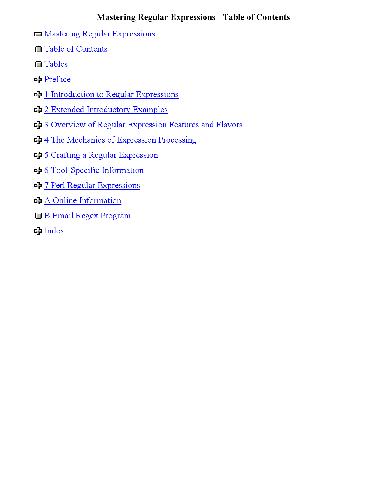 Mastering Regular Expressions - Table of Contents
Mastering Regular Expressions
Table of Contents
Tables
Preface
1 Introduction to Regular Expressions
2 Extended Introductory Examples
3 Overview of Regular Expression Features and Flavors
4 The Mechanics of Expression Processing
5 Crafting a Regular Expression
6 Tool-Specific Information
7 Perl Regular Expressions
A Online Information
B Email Regex Program
Index